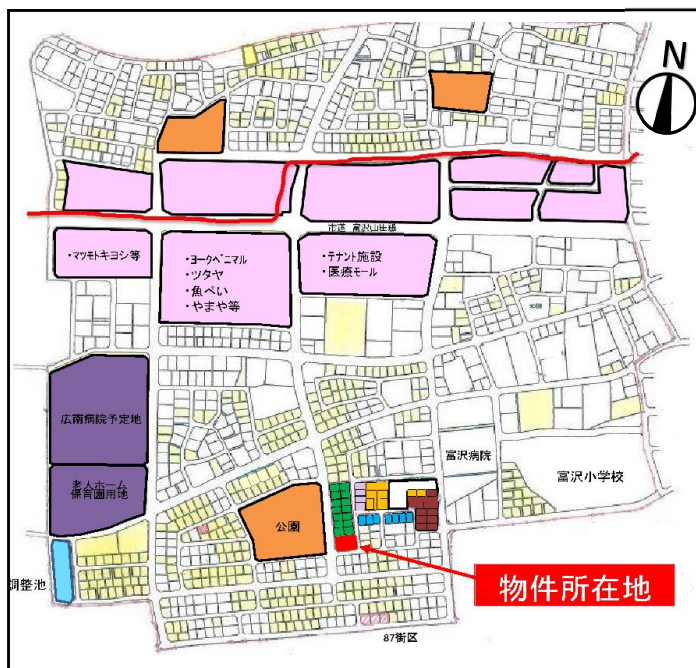 N
市道 富沢山田線
・マツモトキヨシ等
・ヨークベニマル
・ツタヤ
・魚べい
・やまや等
・テナント施設
・医療モール
広南病院予定地
老人ホーム
保育園用地
富沢病院
富沢小学校
公園
調整池
物件所在地
87街区